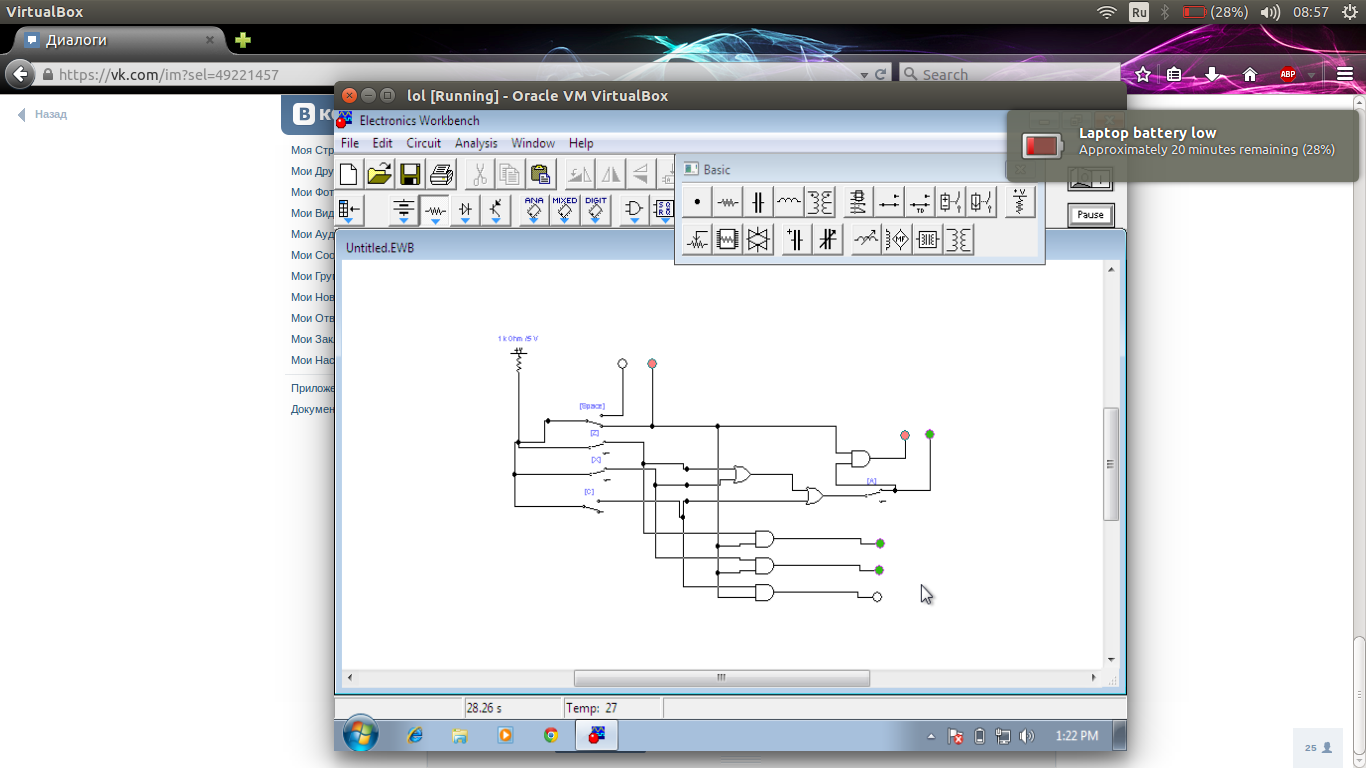 VirtualBox
Ru
(28%)
08:57
Диалоги
https://vk.com/im?sel=49221457
Search
ABP
Назад
В
Моя Стр
Мои Дру
Мои Фот
Мои Вид
Мои Ауд
Мои Соо
Мои Гру
Мои Нов
Мои Отв
Мои Зак
Мои Нас
Приложе
Докумен
lol [Running] - Oracle VM VirtualBox
Electronics Workbench
Laptop battery low
Approximately 20 minutes remaining (28%)
File Edit Circuit Analysis Window Help
Basic
ANA
MIXED
DIGIT
TD
+V
M
Pause
Untitled.EWB
1 k Ohm /5 V
+V
[Space]
[Z]
[X]
[C]
[A]
28.26 s
Temp: 27
1:22 PM
25